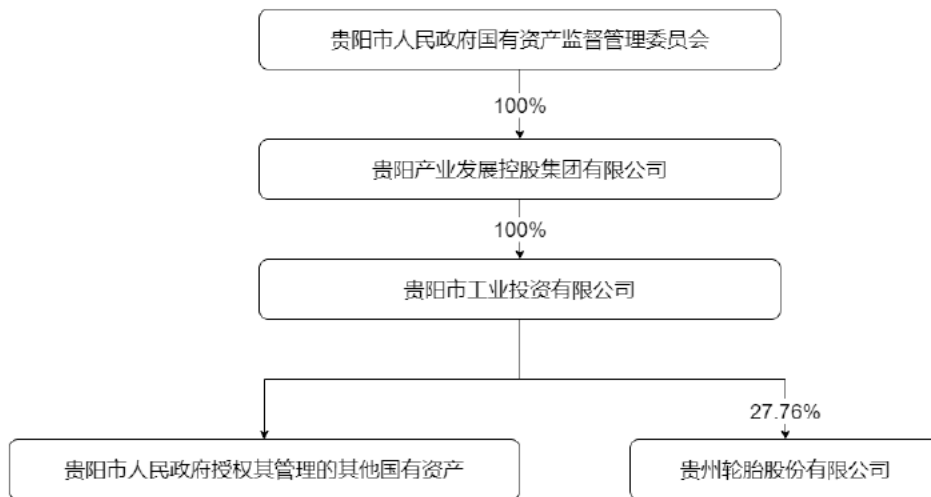 贵阳市人民政府国有资产监督管理委员会
100%
贵阳产业发展控股集团有限公司
100%
贵阳市工业投资有限公司
27.76%
贵阳市人民政府授权其管理的其他国有资产
贵州轮胎股份有限公司